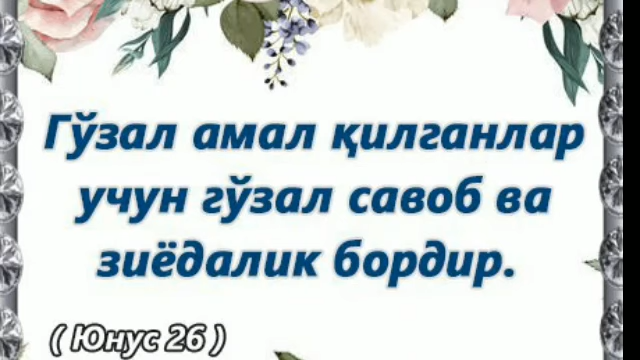 Гўзал амал қилганлар
учун гўзал савоб ва
зиёдалик бордир.
( Юнус 26 )